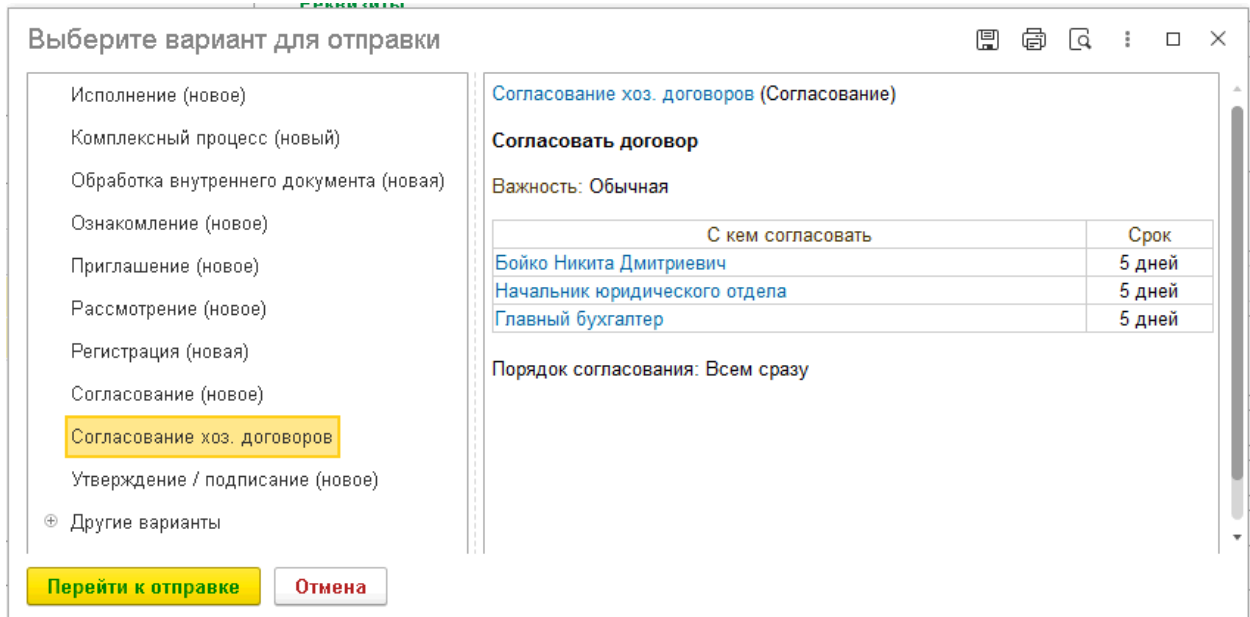 Реквизиты
Выберите вариант для отправки
Исполнение (новое)
Комплексный процесс (новый)
Обработка внутреннего документа (новая)
Ознакомление (новое)
Приглашение (новое)
Рассмотрение (новое)
Регистрация (новая)
Согласование (новое)
Согласование хоз. договоров
Утверждение / подписание (новое)
Другие варианты
Согласование хоз. договоров (Согласование)
Согласовать договор
Важность: Обычная
С кем согласовать Срок
Бойко Никита Дмитриевич 5 дней
Начальник юридического отдела 5 дней
Главный бухгалтер 5 дней
Порядок согласования: Всем сразу
Перейти к отправке Отмена